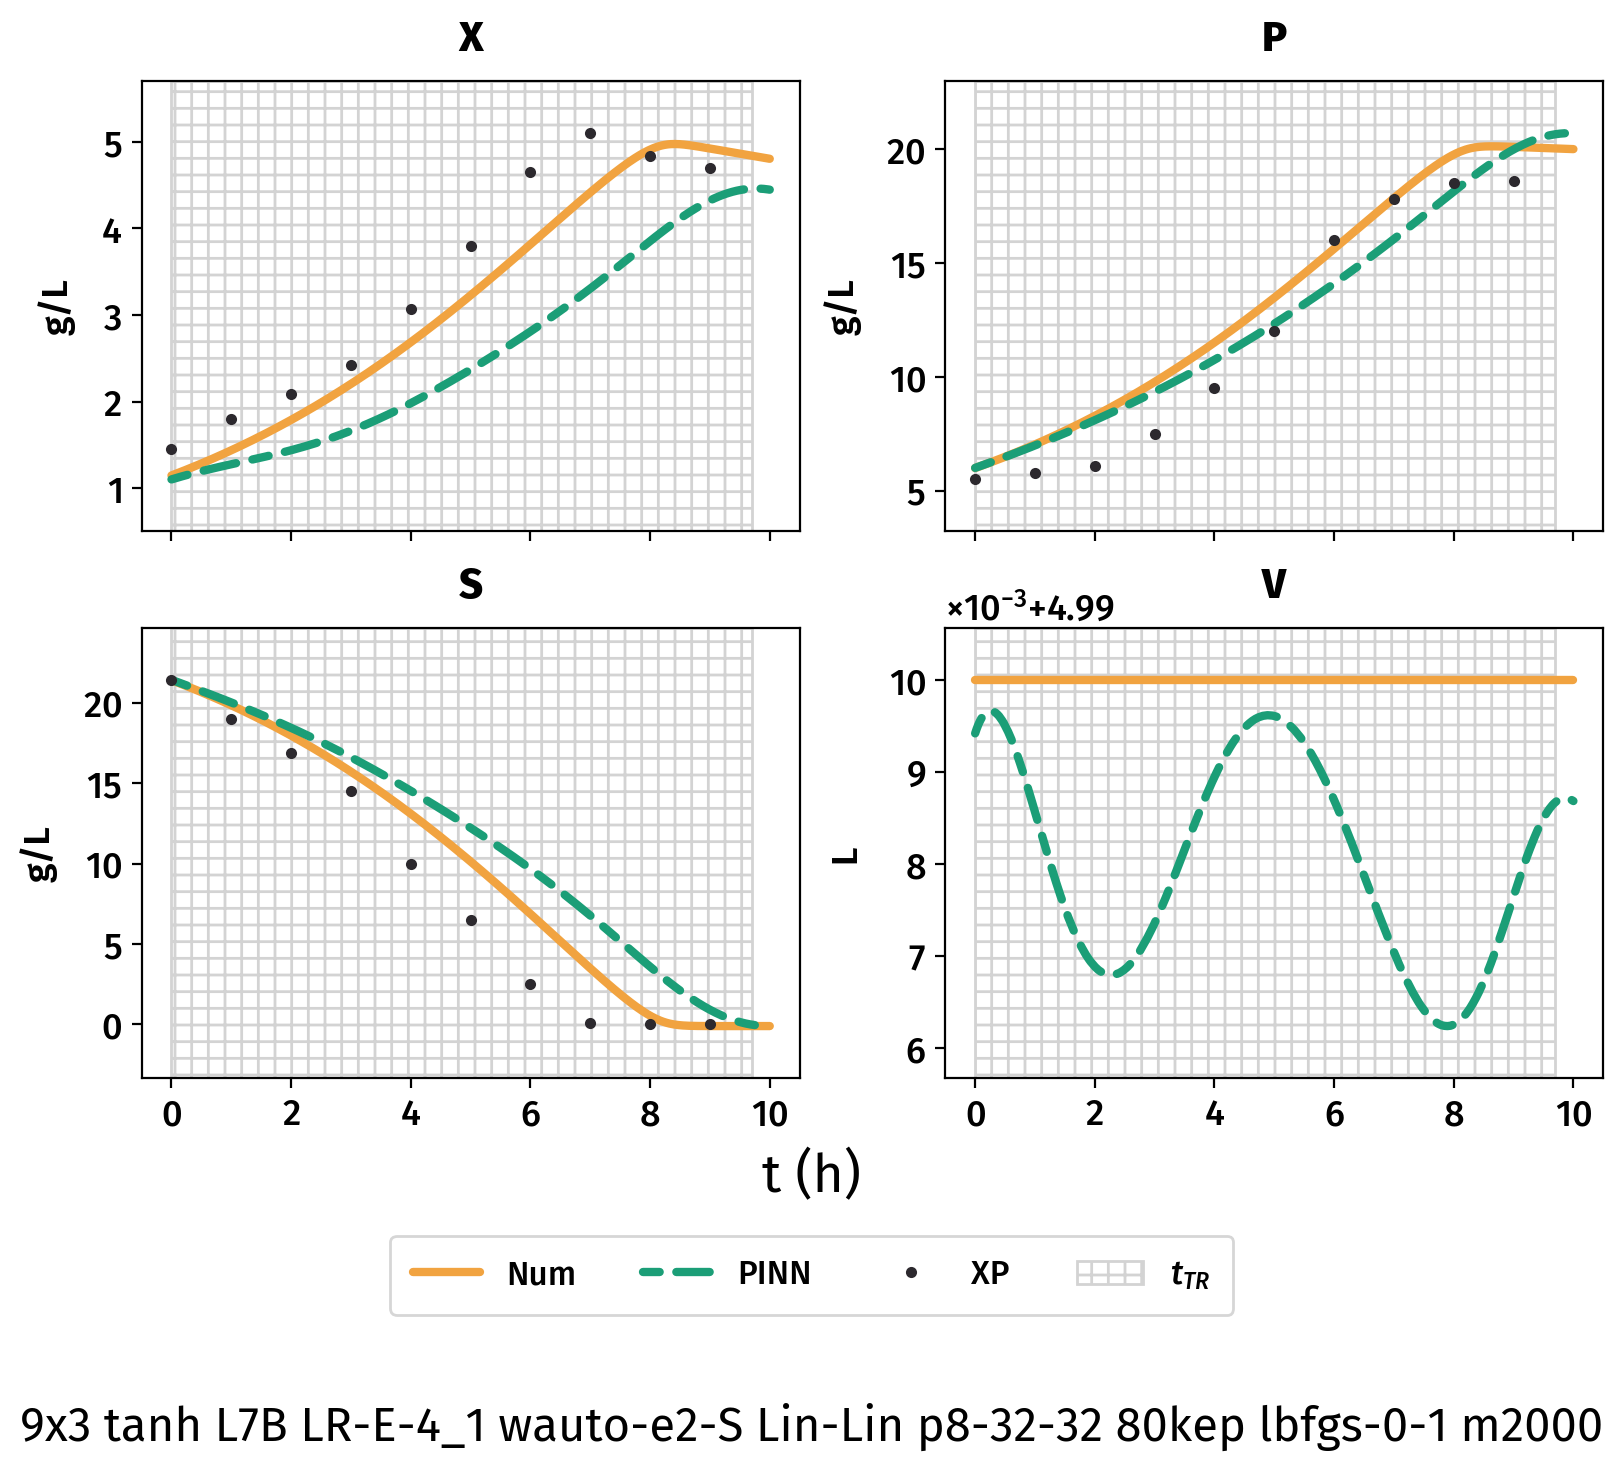 X
P
g/L
5
4
3
2
1
g/L
20
15
10
5
S
V
×10⁻³+4.99
g/L
20
15
10
5
0
L
10
9
8
7
6
0 2 4 6 8 10
0 2 4 6 8 10
t (h)
Num PINN XP t_TR
9x3 tanh L7B LR-E-4_1 wauto-e2-S Lin-Lin p8-32-32 80kep lbfgs-0-1 m2000